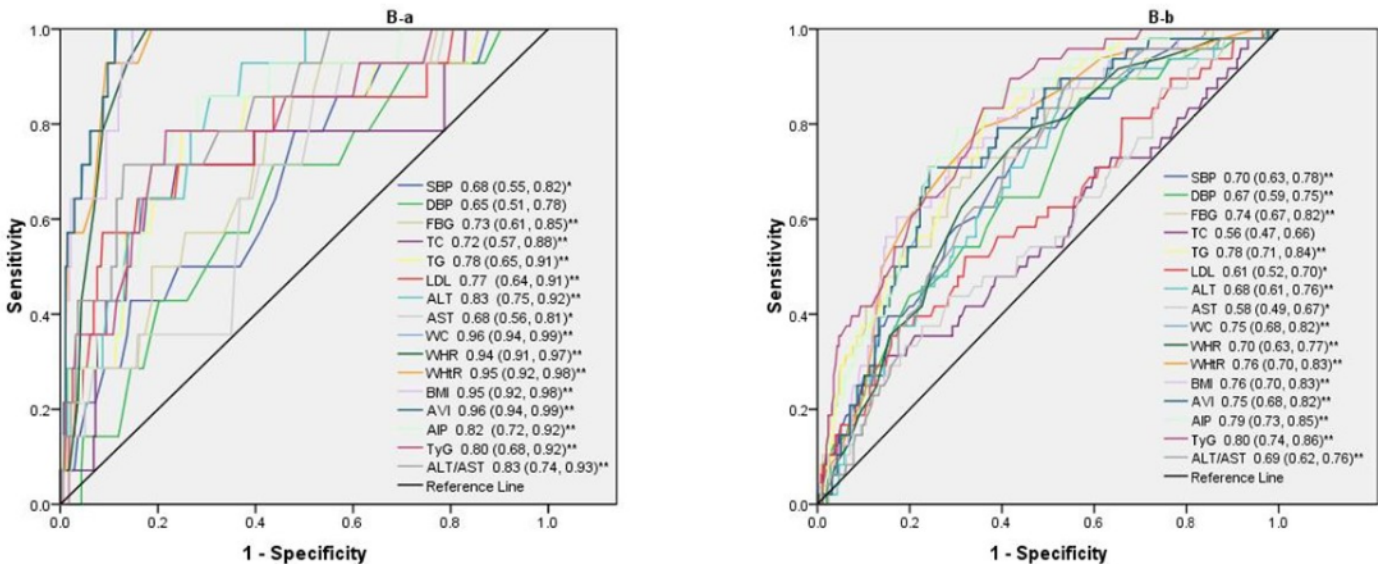 B-a
1.0
0.8
0.6
0.4
0.2
0.0
Sensitivity
SBP 0.68 (0.55, 0.82)*
DBP 0.65 (0.51, 0.78)
FBG 0.73 (0.61, 0.85)**
TC 0.72 (0.57, 0.88)**
TG 0.78 (0.65, 0.91)**
LDL 0.77 (0.64, 0.91)**
ALT 0.83 (0.75, 0.92)**
AST 0.68 (0.56, 0.81)*
WC 0.96 (0.94, 0.99)**
WHR 0.94 (0.91, 0.97)**
WHtR 0.95 (0.92, 0.98)**
BMI 0.95 (0.92, 0.98)**
AVI 0.96 (0.94, 0.99)**
AIP 0.82 (0.72, 0.92)**
TyG 0.80 (0.68, 0.92)**
ALT/AST 0.83 (0.74, 0.93)**
Reference Line
0.0 0.2 0.4 0.6 0.8 1.0
1 - Specificity
B-b
1.0
0.8
0.6
0.4
0.2
0.0
Sensitivity
SBP 0.70 (0.63, 0.78)**
DBP 0.67 (0.59, 0.75)**
FBG 0.74 (0.67, 0.82)**
TC 0.56 (0.47, 0.66)
TG 0.78 (0.71, 0.84)**
LDL 0.61 (0.52, 0.70)*
ALT 0.68 (0.61, 0.76)**
AST 0.58 (0.49, 0.67)*
WC 0.75 (0.68, 0.82)**
WHR 0.70 (0.63, 0.77)**
WHtR 0.76 (0.70, 0.83)**
BMI 0.76 (0.70, 0.83)**
AVI 0.75 (0.68, 0.82)**
AIP 0.79 (0.73, 0.85)**
TyG 0.80 (0.74, 0.86)**
ALT/AST 0.69 (0.62, 0.76)**
Reference Line
0.0 0.2 0.4 0.6 0.8 1.0
1 - Specificity